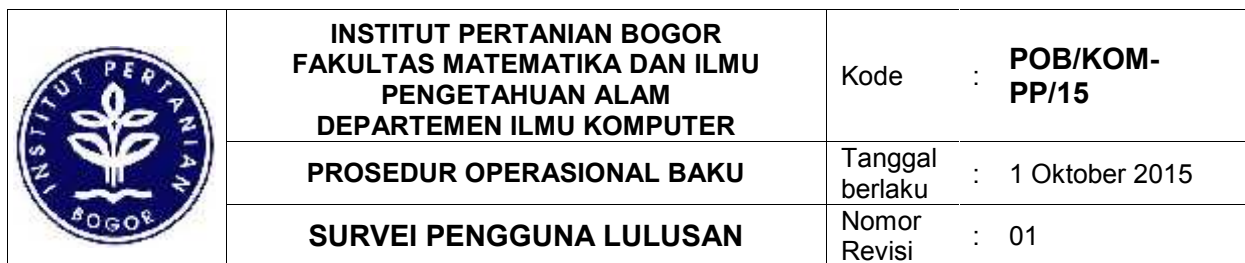 INSTITUT PERTANIAN
BOGOR
INSTITUT PERTANIAN BOGOR
FAKULTAS MATEMATIKA DAN ILMU
PENGETAHUAN ALAM
DEPARTEMEN ILMU KOMPUTER
Kode : POB/KOM-
PP/15
PROSEDUR OPERASIONAL BAKU
Tanggal
berlaku : 1 Oktober 2015
SURVEI PENGGUNA LULUSAN
Nomor
Revisi : 01